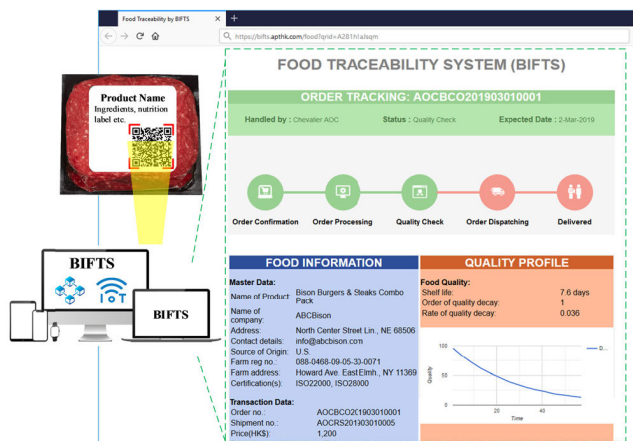 Food Traceability by BIFTS
https://bifts.apthk.com/food?qrid=A281h1aJsqm
FOOD TRACEABILITY SYSTEM (BIFTS)
ORDER TRACKING: AOCBCO201903010001
Handled by : Chevalier AOC Status : Quality Check Expected Date : 2-Mar-2019
Order Confirmation Order Processing Quality Check Order Dispatching Delivered
Product Name
Ingredients, nutrition
label etc.
BIFTS
IoT
BIFTS
FOOD INFORMATION
Master Data:
Name of Product: Bison Burgers & Steaks Combo
Pack
Name of
company: ABCBison
Address: North Center Street Lin., NE 68506
Contact details: info@abcbison.com
Source of Origin: U.S.
Farm reg no.: 088-0468-09-05-33-0071
Farm address: Howard Ave. East Elmh., NY 11369
Certification(s): ISO22000, ISO28000
Transaction Data:
Order no.: AOCBCO201903010001
Shipment no.: AOCRS201903010005
Price(HK$): 1,200
QUALITY PROFILE
Food Quality:
Shelf life: 7.6 days
Order of quality decay: 1
Rate of quality decay: 0.036
100
50
0
Quality
20 40
Time
D...